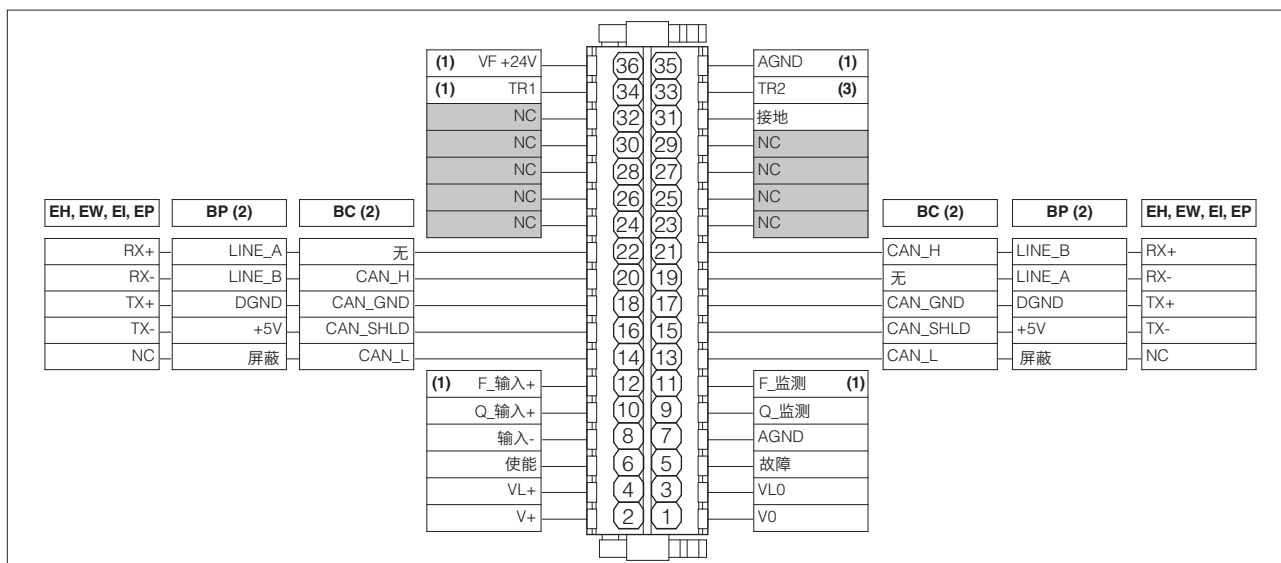 (1) VF +24V 36 35 AGND (1)
(1) TR1 34 33 TR2 (3)
NC 32 31 接地
NC 30 29 NC
NC 28 27 NC
NC 26 25 NC
NC 24 23 NC
EH, EW, EI, EP BP (2) BC (2) BC (2) BP (2) EH, EW, EI, EP
RX+ LINE_A 无 22 21 CAN_H LINE_B RX+
RX- LINE_B CAN_H 20 19 无 LINE_A RX-
TX+ DGND CAN_GND 18 17 CAN_GND DGND TX+
TX- +5V CAN_SHLD 16 15 CAN_SHLD +5V TX-
NC 屏蔽 CAN_L 14 13 CAN_L 屏蔽 NC
(1) F_输入+ 12 11 F_监测 (1)
Q_输入+ 10 9 Q_监测
输入- 8 7 AGND
使能 6 5 故障
VL+ 4 3 VL0
V+ 2 1 V0